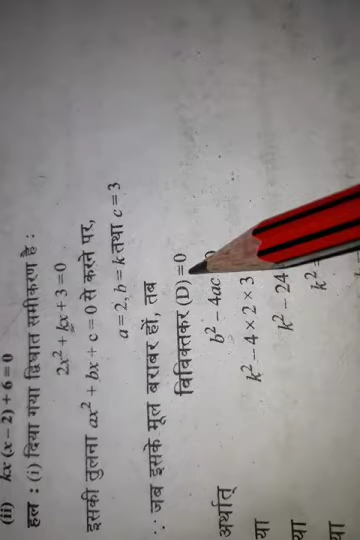 (ii) kx (x – 2) + 6 = 0
हल : (i) दिया गया द्विघात समीकरण है :
2x² + kx + 3 = 0
इसकी तुलना ax² + bx + c = 0 से करने पर,
a = 2, b = k तथा c = 3
∵ जब इसके मूल बराबर हों, तब
विविक्तकर (D) = 0
अर्थात् b² – 4ac
या k² – 4 × 2 × 3
या k² – 24
या k² =